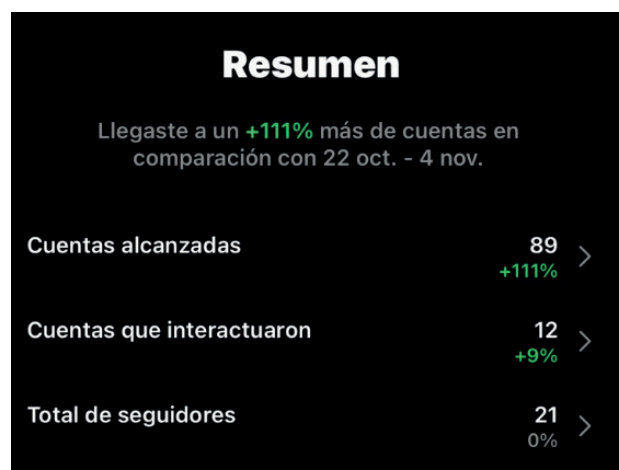 Resumen
Llegaste a un +111% más de cuentas en
comparación con 22 oct. - 4 nov.
Cuentas alcanzadas 89
+111%
Cuentas que interactuaron 12
+9%
Total de seguidores 21
0%